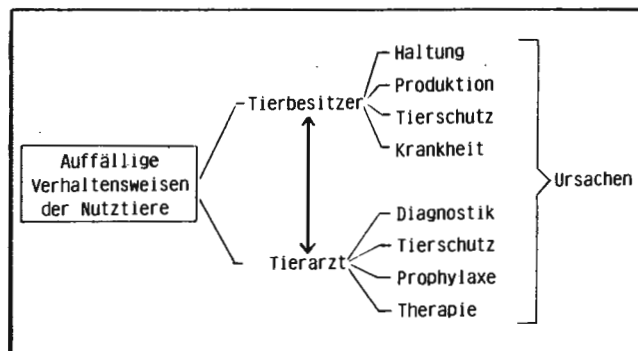 Auffällige
Verhaltensweisen
der Nutztiere
Tierbesitzer
Haltung
Produktion
Tierschutz
Krankheit
Tierarzt
Diagnostik
Tierschutz
Prophylaxe
Therapie
Ursachen